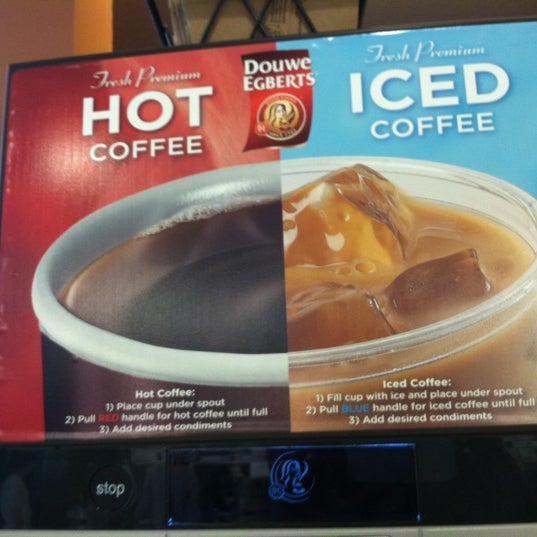 Fresh Premium
HOT
COFFEE
DOUWE
EGBERTS
Fresh Premium
ICED
COFFEE
Hot Coffee:
1) Place cup under spout
2) Pull RED handle for hot coffee until full
3) Add desired condiments
Iced Coffee:
1) Fill cup with ice and place under spout
2) Pull BLUE handle for iced coffee until full
3) Add desired condiments
stop